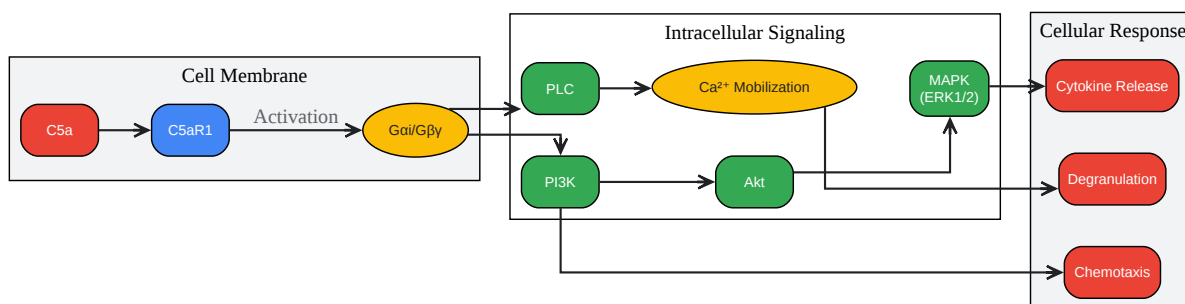 Cell Membrane
C5a
C5aR1
Activation
Gαi/Gβγ
Intracellular Signaling
PLC
Ca²⁺ Mobilization
MAPK
(ERK1/2)
PI3K
Akt
Cellular Response
Cytokine Release
Degranulation
Chemotaxis